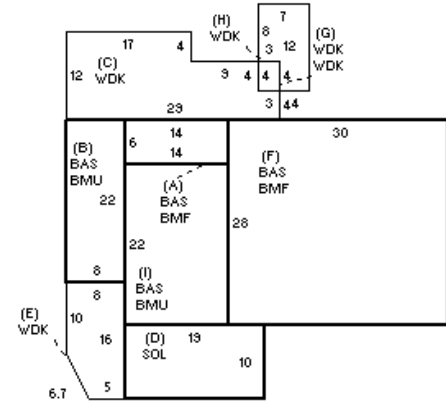 7
(H)
WDK
8
(G)
WDK
WDK
12
3
17
4
(C)
WDK
12
9
4
4
4
29
3
44
(B)
BAS
BMU
22
8
6
14
14
(A)
BAS
BMF
30
(F)
BAS
BMF
28
22
(I)
BAS
BMU
(E)
WDK
8
10
16
5
6.7
(D)
SOL
19
10